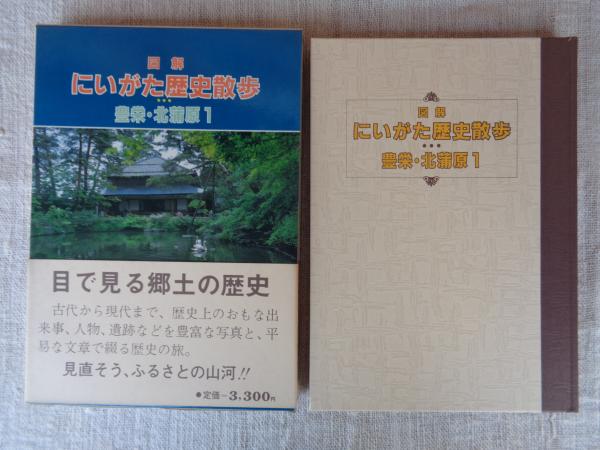 図解
にいがた歴史散歩
豊栄・北蒲原1
目で見る郷土の歴史
古代から現代まで、歴史上のおもな出
来事、人物、遺跡などを豊富な写真と、平
易な文章で綴る歴史の旅。
見直そう、ふるさとの山河!!
●定価−3,300円
図解
にいがた歴史散歩
豊栄・北蒲原1